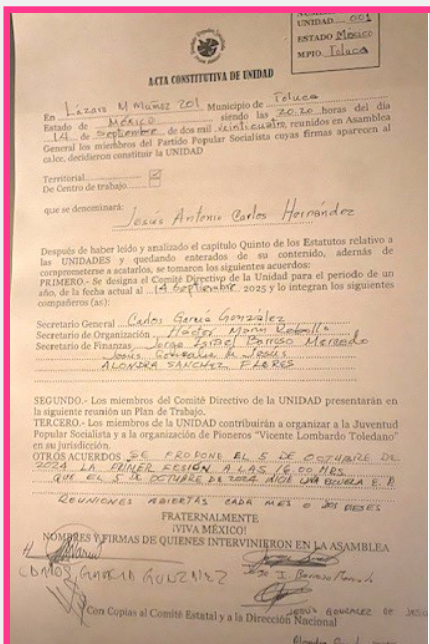 UNIDAD 001
ESTADO Mexico
MPIO. Toluca
ACTA CONSTITUTIVA DE UNIDAD
En Lázaro M Muñoz 201 Municipio de Toluca
Estado de México siendo las 20:20 horas del día
14 de Septiembre de dos mil veinticuatro, reunidos en Asamblea
General los miembros del Partido Popular Socialista cuyas firmas aparecen al
calce, decidieron constituir la UNIDAD
Territorial
De Centro de trabajo
que se denominará:
Jesús Antonio Carlos Hernández
Después de haber leído y analizado el capítulo Quinto de los Estatutos relativo a
las UNIDADES y quedando enterados de su contenido, además de
comprometerse a acatarlos, se tomaron los siguientes acuerdos:
PRIMERO.- Se designa el Comité Directivo de la Unidad para el periodo de un
año, de la fecha actual al 14 Septiembre 2025 y lo integran los siguientes
compañeros (as):
Secretario General Carlos García González
Secretario de Organización Héctor Marín Rebollo
Secretario de Finanzas Jorge Israel Barroso Mercado
Jesús González de Jesús
ALONDRA SANCHEZ FLORES
SEGUNDO.- Los miembros del Comité Directivo de la UNIDAD presentarán en
la siguiente reunión un Plan de Trabajo.
TERCERO.- Los miembros de la UNIDAD contribuirán a organizar a la Juventud
Popular Socialista y a la organización de Pioneros "Vicente Lombardo Toledano"
en su jurisdicción.
OTROS ACUERDOS SE PROPONE EL 5 DE OCTUBRE DE
2024 LA PRIMER SESIÓN A LAS 16:00 HRS
QUE EL 5 DE OCTUBRE DE 2024 INICIE UNA ESCUELA
REUNIONES ABIERTAS CADA MES O DOS MESES
FRATERNALMENTE
¡VIVA MÉXICO!
NOMBRES Y FIRMAS DE QUIENES INTERVINIERON EN LA ASAMBLEA
CARLOS GARCIA GONZALEZ
Jorge I. Barroso Mercado
JESUS GONZALEZ DE JESUS
Con Copias al Comité Estatal y a la Dirección Nacional